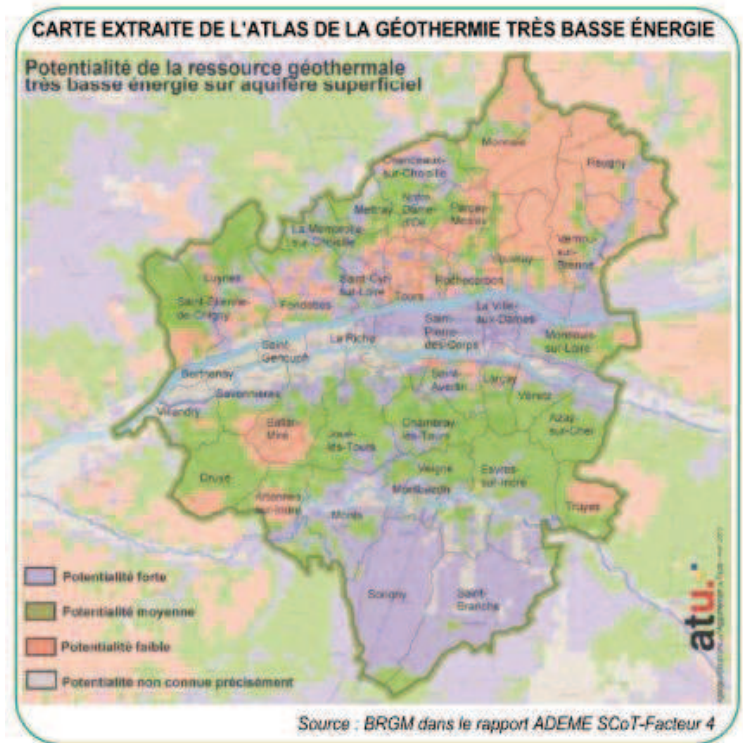 CARTE EXTRAITE DE L'ATLAS DE LA GÉOTHERMIE TRÈS BASSE ÉNERGIE
Potentialité de la ressource géothermale
très basse énergie sur aquifère superficiel
Monnaie
Reugny
Chanceaux-
sur-Choisille
Notre-
Dame-
d'Oé
Mettray
Parçay-
Meslay
La Membrolle
sur-Choisille
Vernou-
sur-
Brenne
Vouvray
Luynes
Saint-Cyr-
sur-Loire
Rochecorbon
Saint-Etienne-
de-Chigny
Fondettes
Tours
La Ville-
aux-Dames
Saint-
Pierre-
des-Corps
La Riche
Saint-
Genouph
Montlouis-
sur-Loire
Berthenay
Saint-
Avertin
Larçay
Savonnières
Véretz
Villandry
Ballan-
Miré
Joué-
lès-Tours
Chambray-
lès-Tours
Azay-
sur-Cher
Druye
Veigné
Esvres-
sur-Indre
Montbazon
Artannes-
sur-Indre
Monts
Truyes
Sorigny
Saint-
Branchs
Potentialité forte
Potentialité moyenne
Potentialité faible
Potentialité non connue précisément
atu.
Source : BRGM dans le rapport ADEME SCoT-Facteur 4